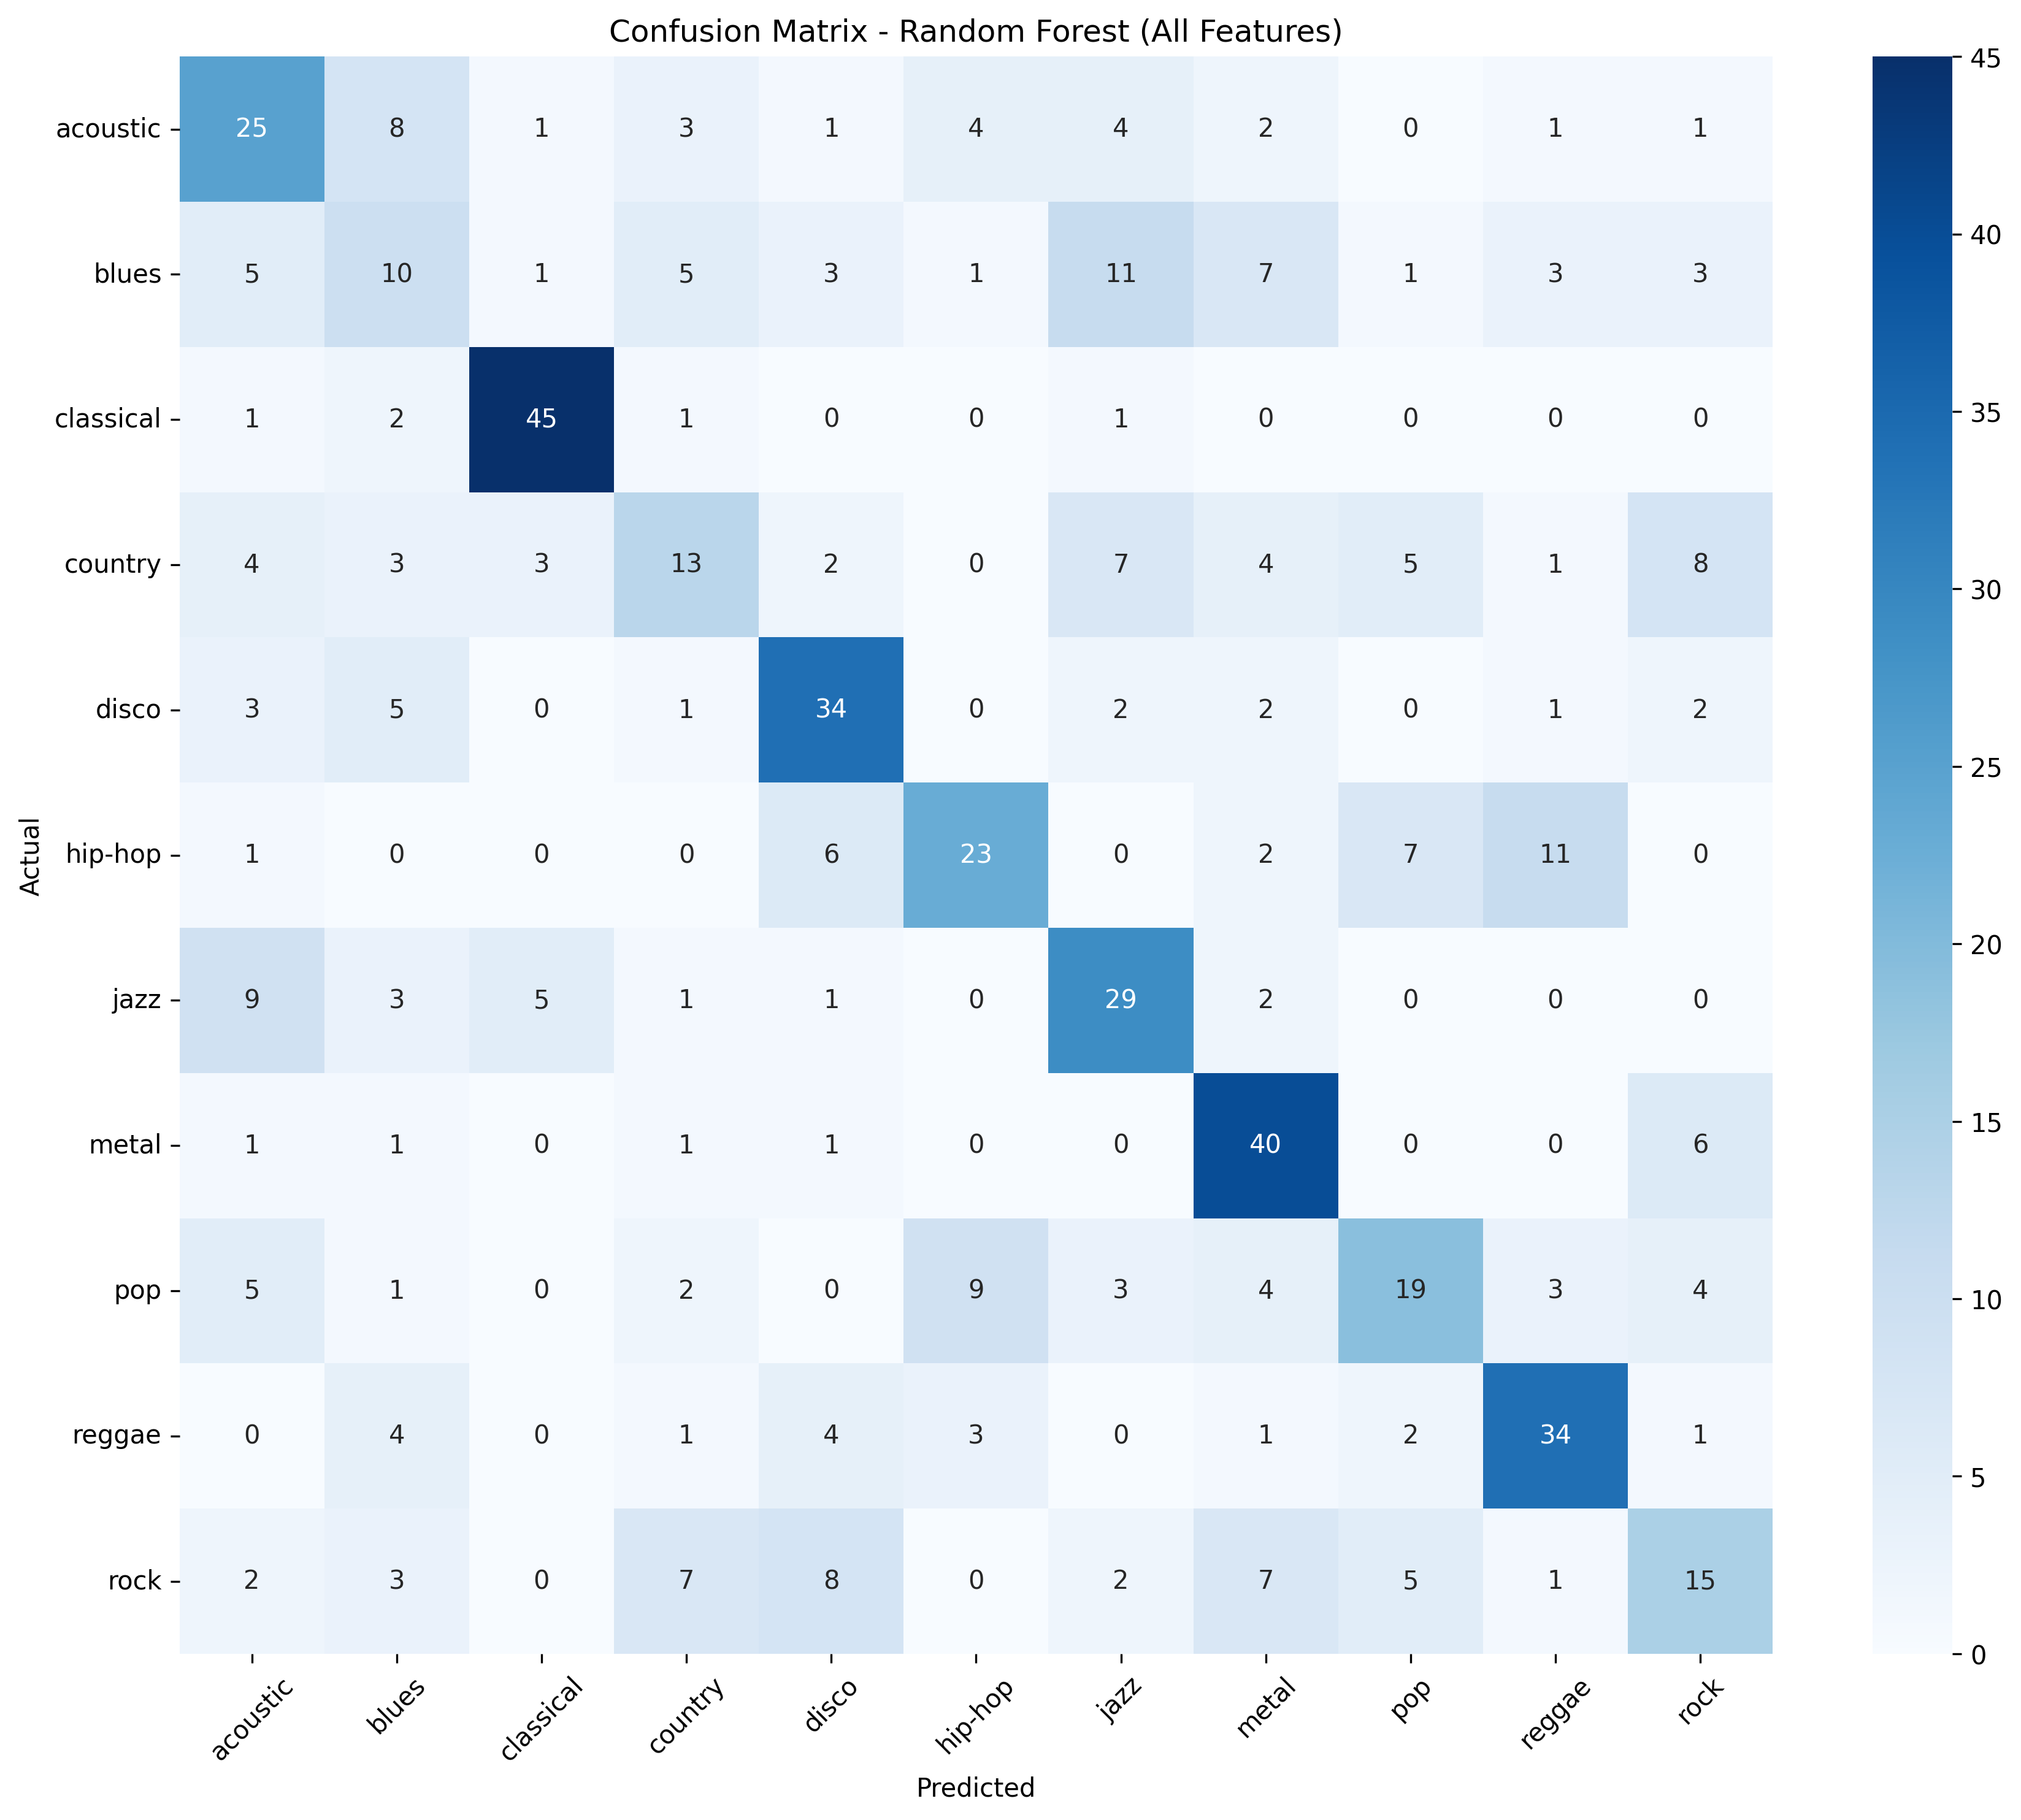 Confusion Matrix - Random Forest (All Features)
acoustic 25 8 1 3 1 4 4 2 0 1 1
blues 5 10 1 5 3 1 11 7 1 3 3
classical 1 2 45 1 0 0 1 0 0 0 0
country 4 3 3 13 2 0 7 4 5 1 8
disco 3 5 0 1 34 0 2 2 0 1 2
hip-hop 1 0 0 0 6 23 0 2 7 11 0
jazz 9 3 5 1 1 0 29 2 0 0 0
metal 1 1 0 1 1 0 0 40 0 0 6
pop 5 1 0 2 0 9 3 4 19 3 4
reggae 0 4 0 1 4 3 0 1 2 34 1
rock 2 3 0 7 8 0 2 7 5 1 15
acoustic blues classical country disco hip-hop jazz metal pop reggae rock
Predicted
Actual
45
40
35
30
25
20
15
10
5
0